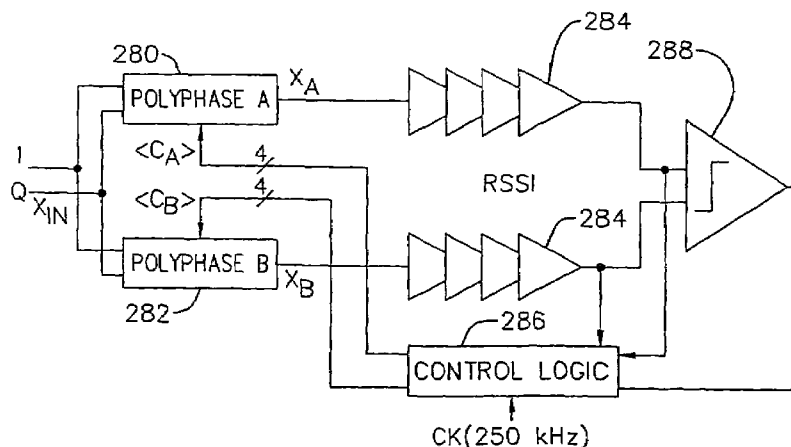 280
284
288
POLYPHASE A
X_A
<C_A>
4
I
RSSI
Q
X_IN
<C_B>
4
284
POLYPHASE B
X_B
282
286
CONTROL LOGIC
CK(250 kHz)